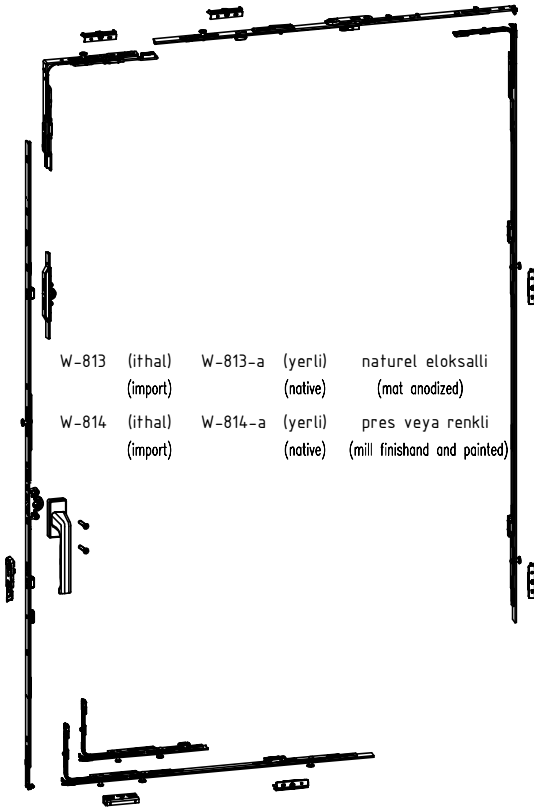 W-813 (ithal) W-813-a (yerli) naturel eloksalli
(import) (native) (mat anodized)
W-814 (ithal) W-814-a (yerli) pres veya renkli
(import) (native) (mill finishand and painted)